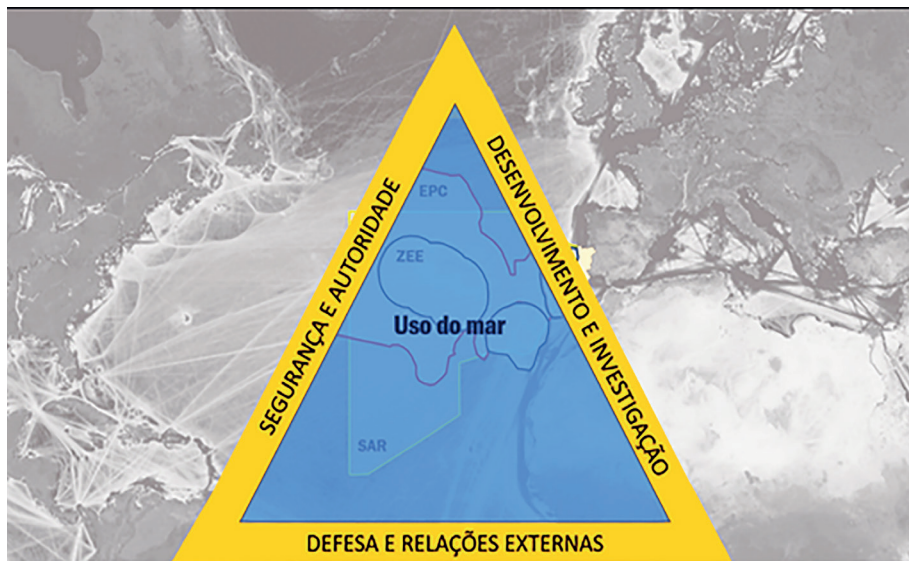 SEGURANÇA E AUTORIDADE
DESENVOLVIMENTO E INVESTIGAÇÃO
EPC
ZEE
Uso do mar
SAR
DEFESA E RELAÇÕES EXTERNAS